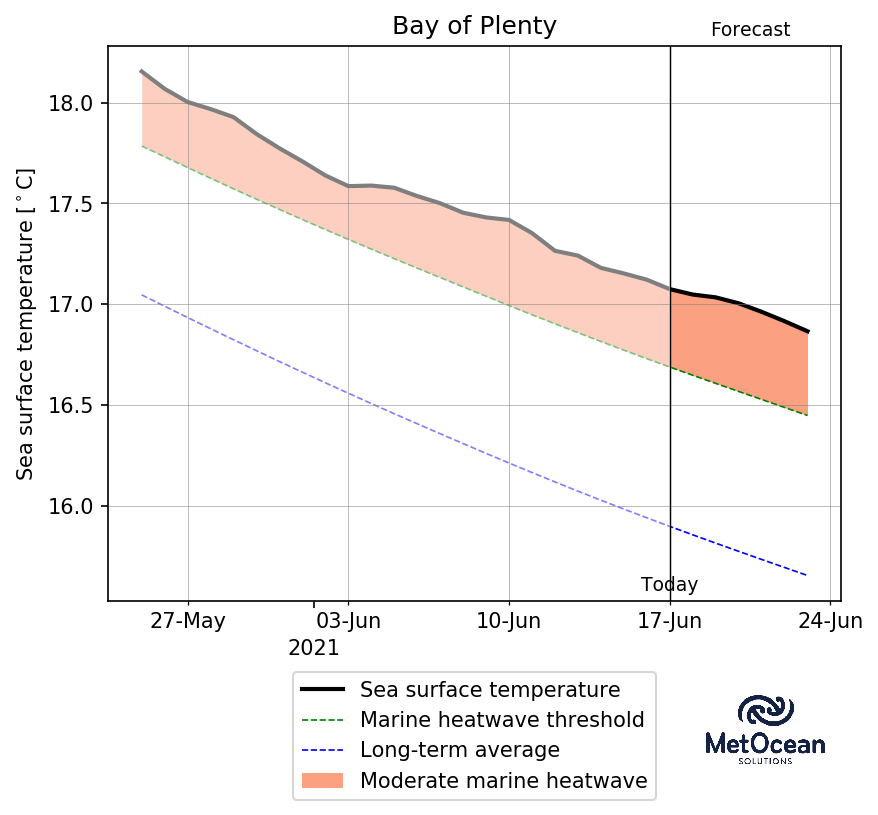 Bay of Plenty
Forecast
Sea surface temperature [°C]
18.0
17.5
17.0
16.5
16.0
Today
27-May
03-Jun
10-Jun
17-Jun
24-Jun
2021
Sea surface temperature
Marine heatwave threshold
Long-term average
Moderate marine heatwave
MetOcean
SOLUTIONS